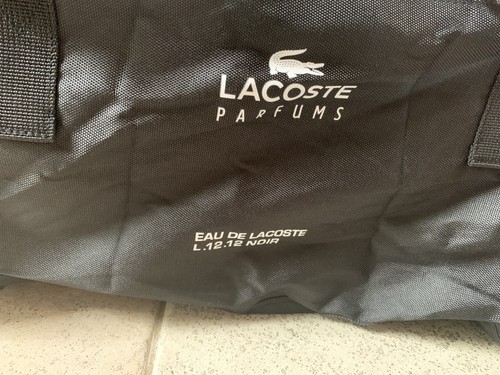 LACOSTE
PARFUMS
EAU DE LACOSTE
L.12.12 NOIR